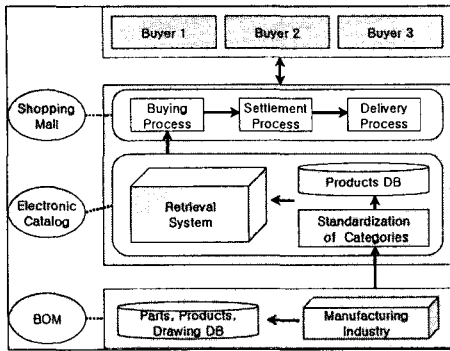 Buyer 1
Buyer 2
Buyer 3
Shopping
Mall
Buying
Process
Settlement
Process
Delivery
Process
Electronic
Catalog
Retrieval
System
Products DB
Standardization
of Categories
BOM
Parts, Products,
Drawing DB
Manufacturing
Industry